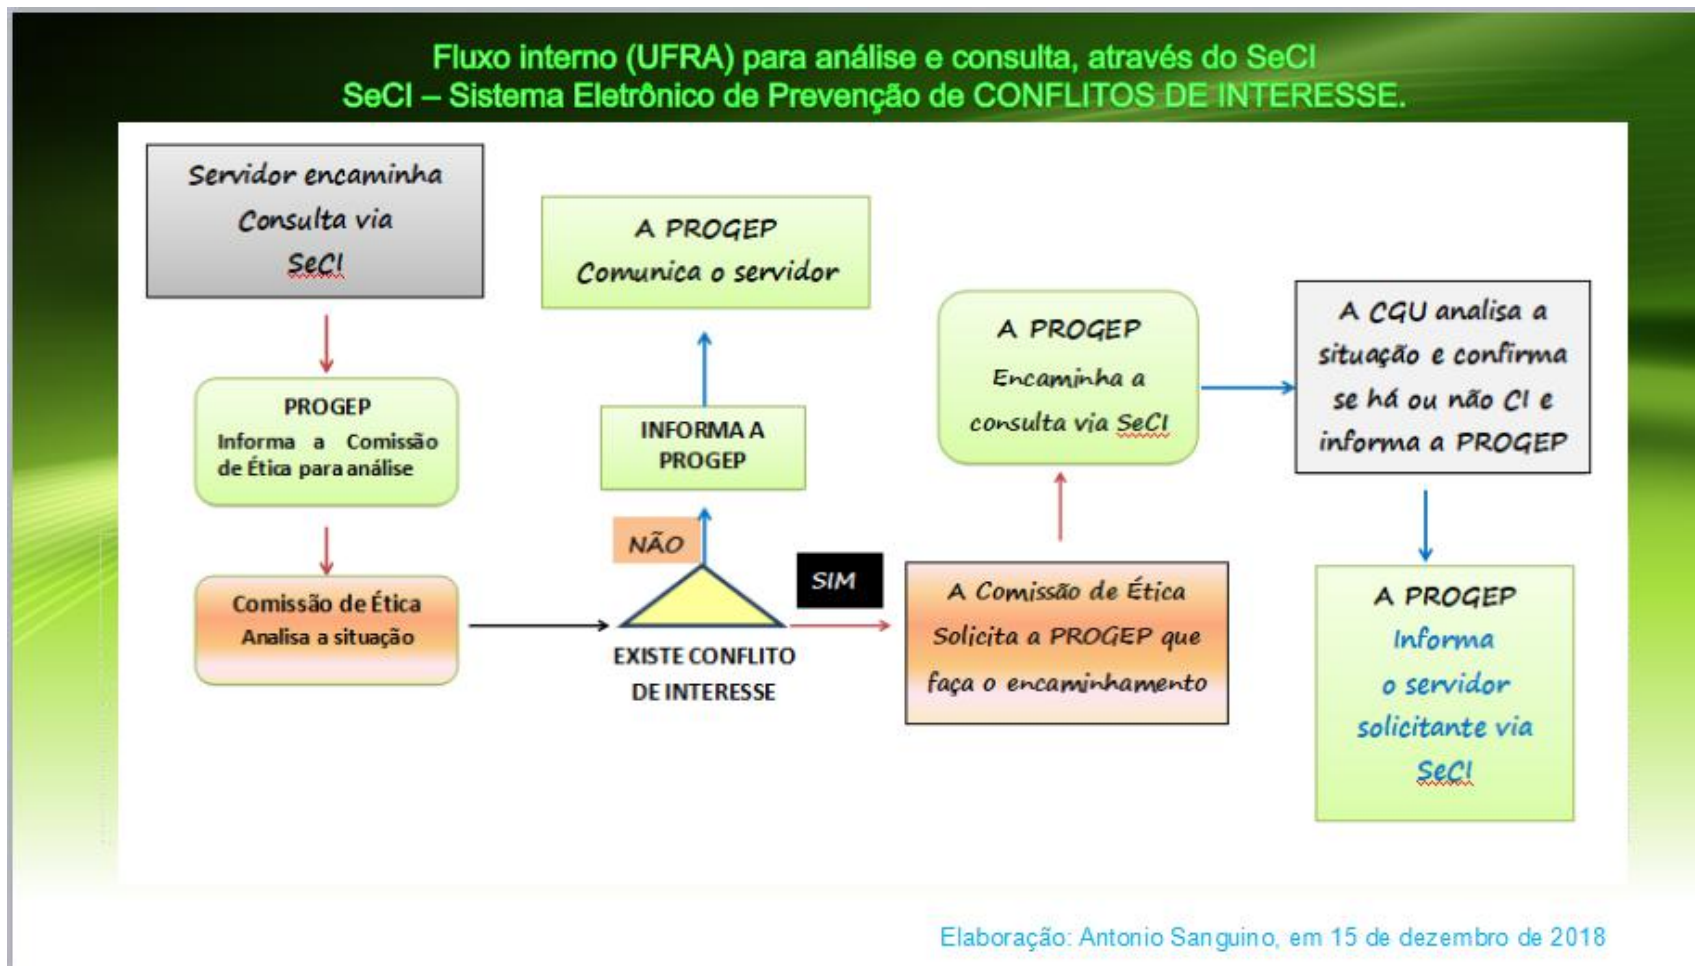 Fluxo interno (UFRA) para análise e consulta, através do SeCI
SeCI – Sistema Eletrônico de Prevenção de CONFLITOS DE INTERESSE.
Servidor encaminha
Consulta via
SeCI
PROGEP
Informa a Comissão
de Ética para análise
Comissão de Ética
Analisa a situação
A PROGEP
Comunica o servidor
INFORMA A
PROGEP
NÃO
EXISTE CONFLITO
DE INTERESSE
SIM
A Comissão de Ética
Solicita a PROGEP que
faça o encaminhamento
A PROGEP
Encaminha a
consulta via SeCI
A CGU analisa a
situação e confirma
se há ou não CI e
informa a PROGEP
A PROGEP
Informa
o servidor
solicitante via
SeCI
Elaboração: Antonio Sanguino, em 15 de dezembro de 2018